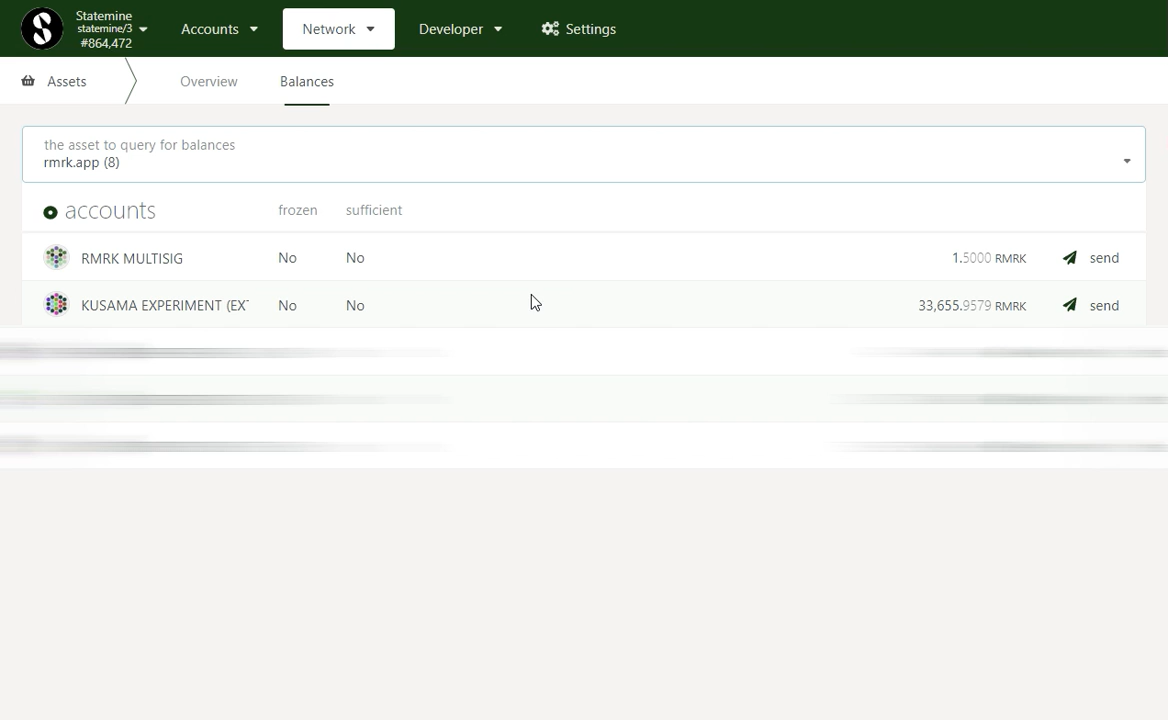 Statemine
statemine/3
#864,472
Accounts
Network
Developer
Settings
Assets
Overview
Balances
the asset to query for balances
rmrk.app (8)
accounts frozen sufficient
RMRK MULTISIG No No 1.5000 RMRK send
KUSAMA EXPERIMENT (EX No No 33,655.9579 RMRK send